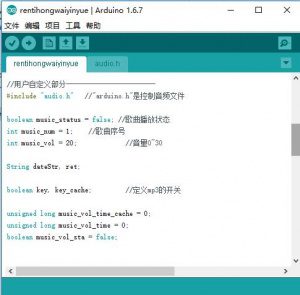 rentihongwaiyinyue | Arduino 1.6.7
文件 编辑 项目 工具 帮助
rentihongwaiyinyue audio.h
//用户自定义部分
#include "audio.h" //"arduino.h"是控制音频文件
boolean music_status = false; //歌曲播放状态
int music_num = 1; //歌曲序号
int music_vol = 20; //音量0~30
String dateStr, ret;
boolean key, key_cache; //定义mp3的开关
unsigned long music_vol_time_cache = 0;
unsigned long music_vol_time = 0;
boolean music_vol_sta = false;